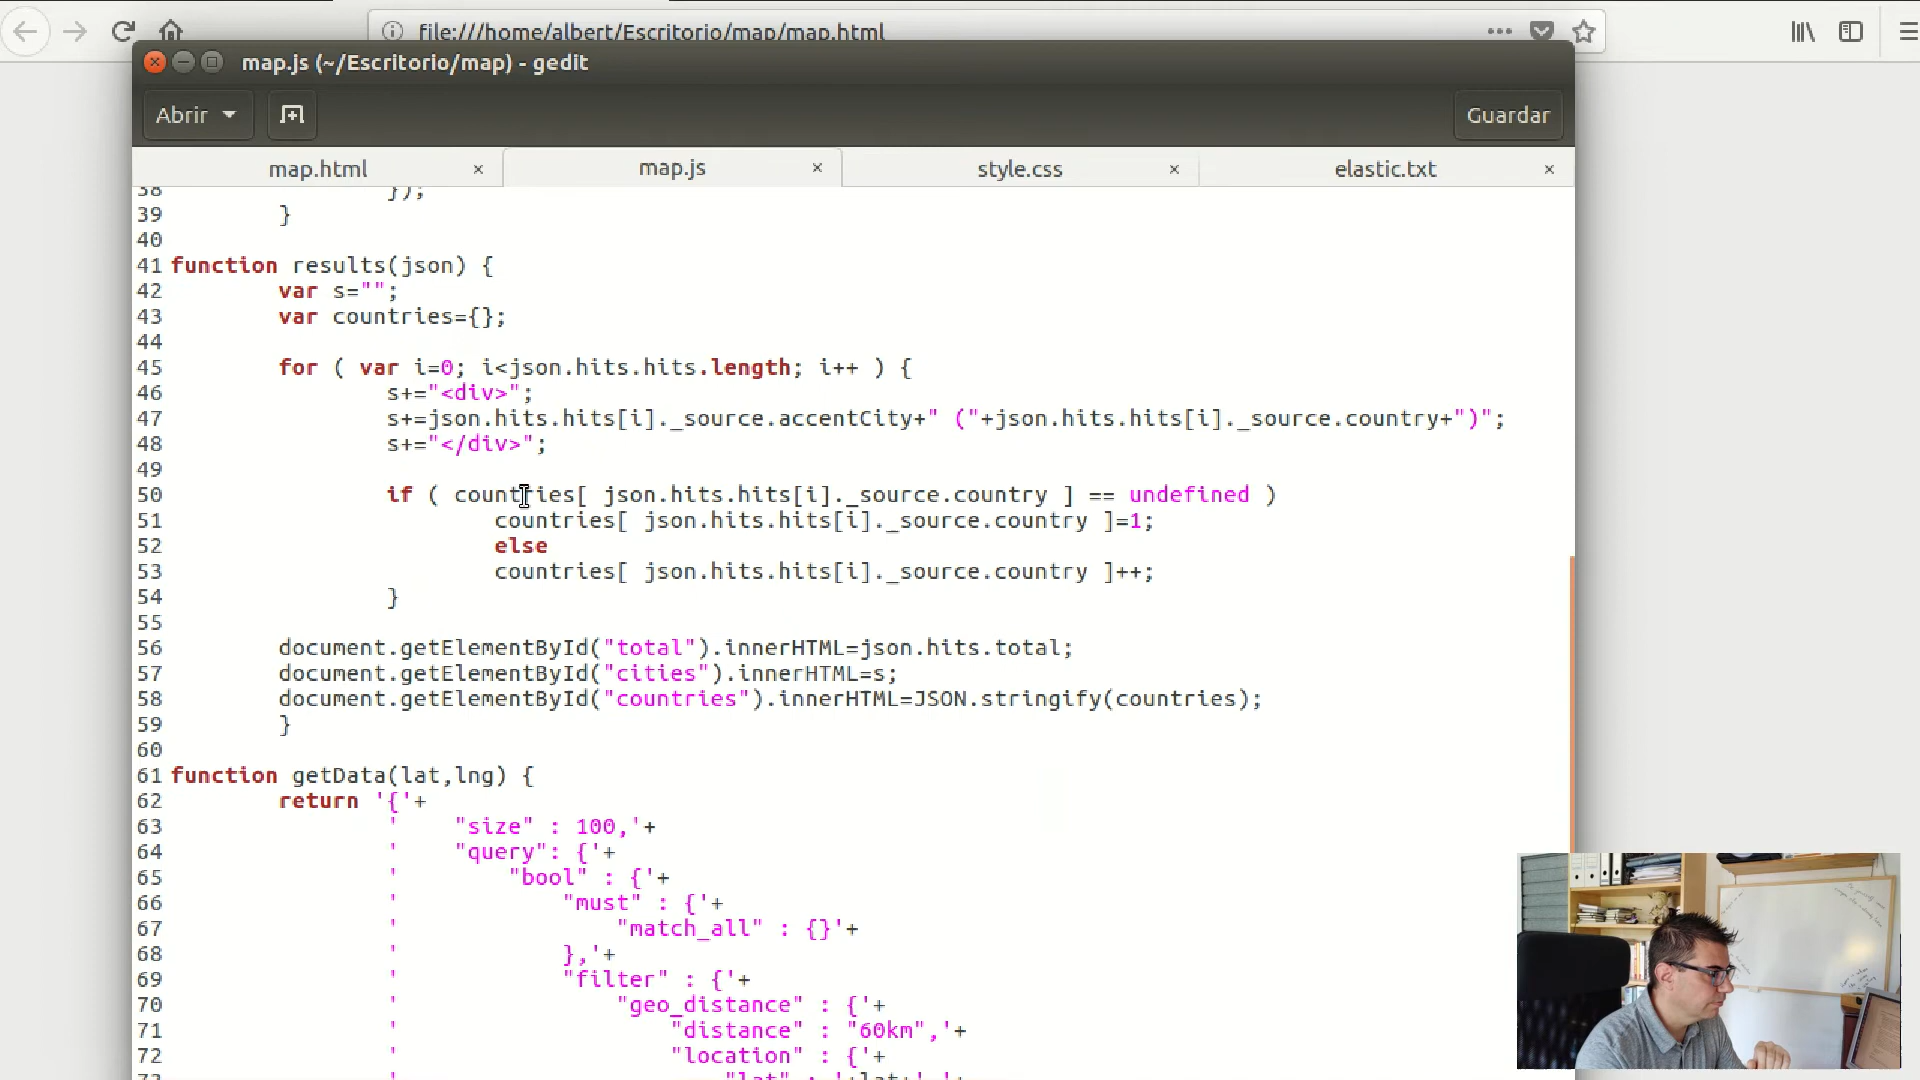 file:///home/albert/Escritorio/map/map.html
map.js (~/Escritorio/map) - gedit
Abrir
Guardar
map.html
map.js
style.css
elastic.txt
38 });
39 }
40
41 function results(json) {
42 var s="";
43 var countries={};
44
45 for ( var i=0; i<json.hits.hits.length; i++ ) {
46 s+="<div>";
47 s+=json.hits.hits[i]._source.accentCity+" ("+json.hits.hits[i]._source.country+")";
48 s+="</div>";
49
50 if ( countries[ json.hits.hits[i]._source.country ] == undefined )
51 countries[ json.hits.hits[i]._source.country ]=1;
52 else
53 countries[ json.hits.hits[i]._source.country ]++;
54 }
55
56 document.getElementById("total").innerHTML=json.hits.total;
57 document.getElementById("cities").innerHTML=s;
58 document.getElementById("countries").innerHTML=JSON.stringify(countries);
59 }
60
61 function getData(lat,lng) {
62 return '{'+
63 ' "size" : 100,'+
64 ' "query": {'+
65 ' "bool" : {'+
66 ' "must" : {'+
67 ' "match_all" : {}'+
68 ' },'+
69 ' "filter" : {'+
70 ' "geo_distance" : {'+
71 ' "distance" : "60km",'+
72 ' "location" : {'+
73 ' "lat" : '+lat+','+